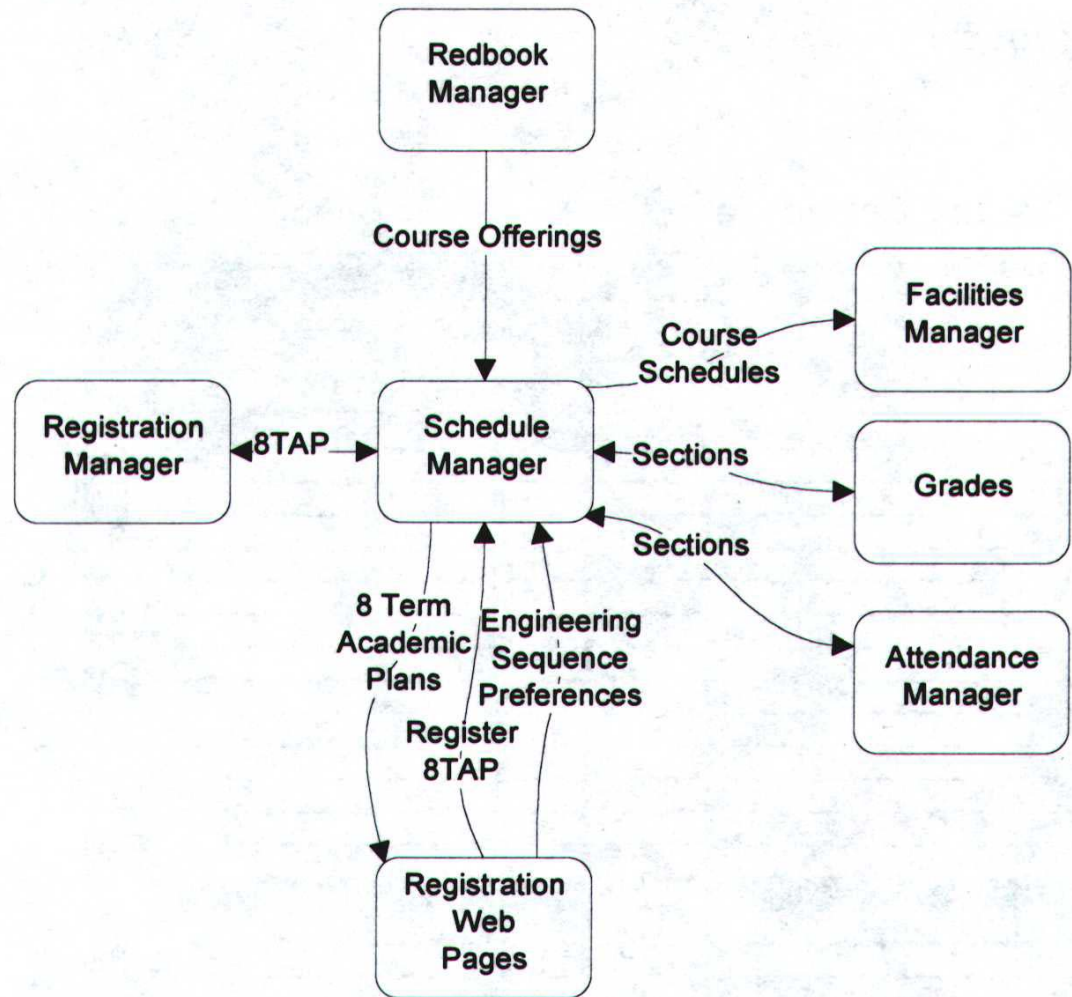 Redbook
Manager
Course Offerings
Facilities
Manager
Course
Schedules
Registration
Manager
8TAP
Schedule
Manager
Sections
Grades
Sections
8 Term
Academic
Plans
Engineering
Sequence
Preferences
Register
8TAP
Attendance
Manager
Registration
Web
Pages